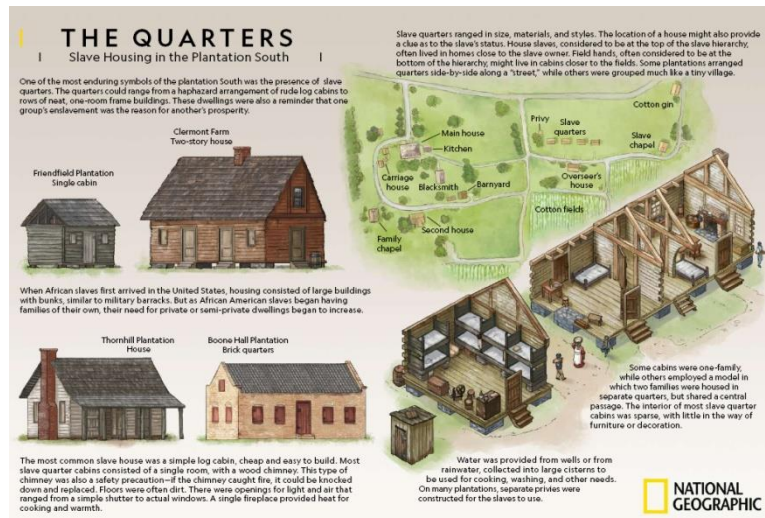 THE QUARTERS
Slave Housing in the Plantation South
One of the most enduring symbols of the plantation South was the presence of slave
quarters. The quarters could range from a haphazard arrangement of rude log cabins to
rows of neat, one-room frame buildings. These dwellings were also a reminder that one
group's enslavement was the reason for another's prosperity.
Clermont Farm
Two-story house
Friendfield Plantation
Single cabin
When African slaves first arrived in the United States, housing consisted of large buildings
with bunks, similar to military barracks. But as African American slaves began having
families of their own, their need for private or semi-private dwellings began to increase.
Thornhill Plantation
House
Boone Hall Plantation
Brick quarters
The most common slave house was a simple log cabin, cheap and easy to build. Most
slave quarter cabins consisted of a single room, with a wood chimney. This type of
chimney was also a safety precaution—if the chimney caught fire, it could be knocked
down and replaced. Floors were often dirt. There were openings for light and air that
ranged from a simple shutter to actual windows. A single fireplace provided heat for
cooking and warmth.
Slave quarters ranged in size, materials, and styles. The location of a house might also provide
a clue as to the slave's status. House slaves, considered to be at the top of the slave hierarchy,
often lived in homes close to the slave owner. Field hands, often considered to be at the
bottom of the hierarchy, might live in cabins closer to the fields. Some plantations arranged
quarters side-by-side along a "street," while others were grouped much like a tiny village.
Cotton gin
Privy
Slave
quarters
Slave
chapel
Main house
Kitchen
Carriage
house
Blacksmith
Barnyard
Overseer's
house
Cotton fields
Second house
Family
chapel
Some cabins were one-family,
while others employed a model in
which two families were housed in
separate quarters, but shared a central
passage. The interior of most slave quarter
cabins was sparse, with little in the way of
furniture or decoration.
Water was provided from wells or from
rainwater, collected into large cisterns to
be used for cooking, washing, and other needs.
On many plantations, separate privies were
constructed for the slaves to use.
NATIONAL
GEOGRAPHIC